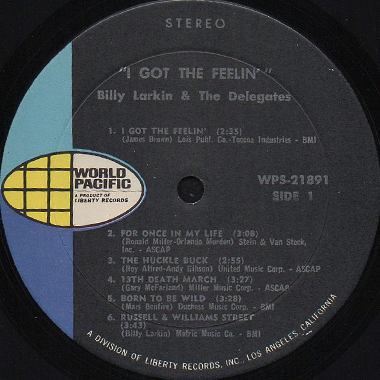 STEREO
"I GOT THE FEELIN'"
Billy Larkin & The Delegates
1. I GOT THE FEELIN' (2:35)
(James Brown) Lois Publ. Co.-Toccoa Industries - BMI
WORLD
PACIFIC
A PRODUCT OF
LIBERTY RECORDS
WPS-21891
SIDE 1
2. FOR ONCE IN MY LIFE (3:08)
(Ronald Miller-Orlando Murden) Stein & Van Stock,
Inc. - ASCAP
3. THE HUCKLE BUCK (2:55)
(Roy Alfred-Andy Gibson) United Music Corp. - ASCAP
4. 13TH DEATH MARCH (3:27)
(Gary McFarland) Miller Music Corp. - ASCAP
5. BORN TO BE WILD (3:28)
(Mars Bonfire) Duchess Music Corp. - BMI
6. RUSSELL & WILLIAMS STREET
(3:43)
(Billy Larkin) Mafric Music Co. - BMI
A DIVISION OF LIBERTY RECORDS, INC., LOS ANGELES, CALIFORNIA